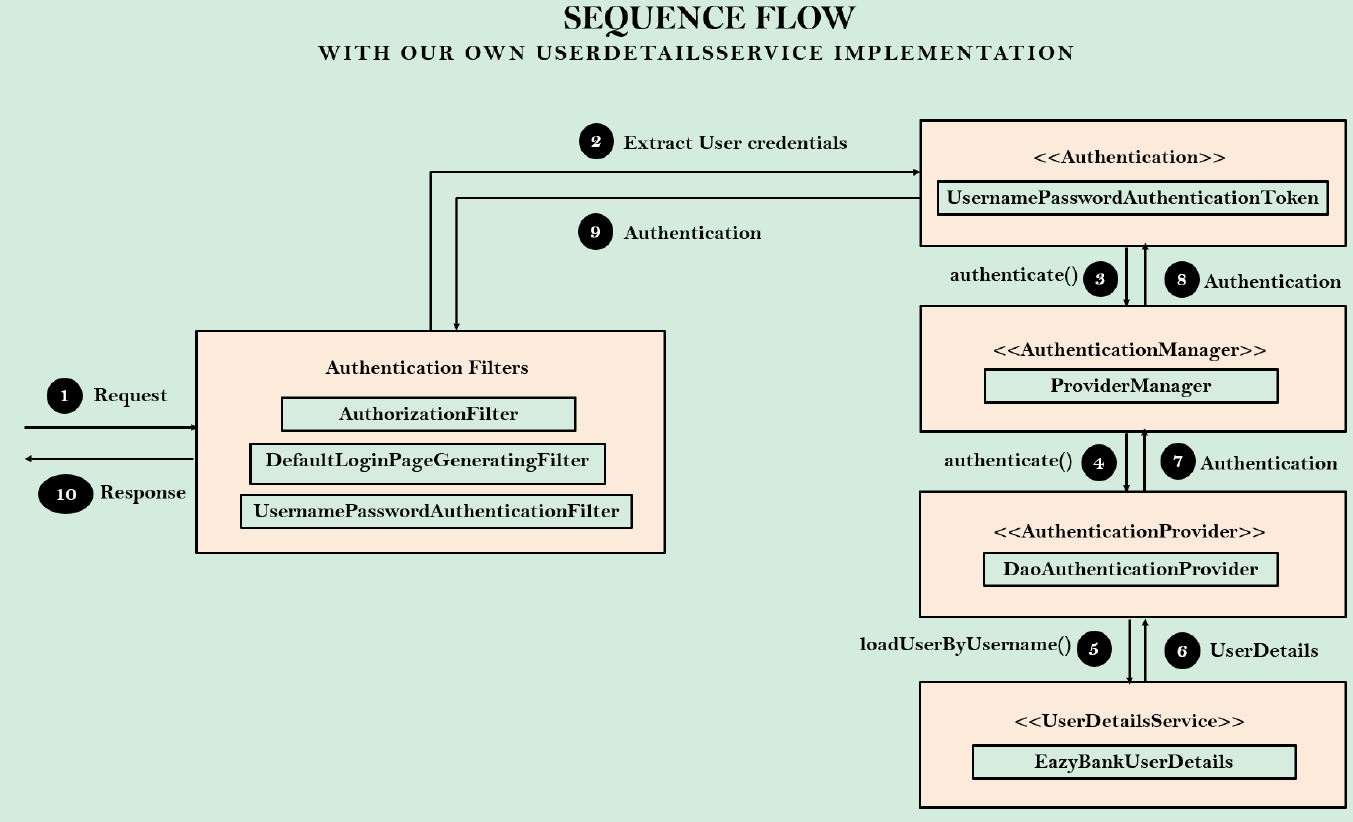 SEQUENCE FLOW
WITH OUR OWN USERDETAILSSERVICE IMPLEMENTATION
2 Extract User credentials
9 Authentication
<<Authentication>>
UsernamePasswordAuthenticationToken
authenticate() 3
8 Authentication
<<AuthenticationManager>>
ProviderManager
authenticate() 4
7 Authentication
<<AuthenticationProvider>>
DaoAuthenticationProvider
loadUserByUsername() 5
6 UserDetails
<<UserDetailsService>>
EazyBankUserDetails
1 Request
10 Response
Authentication Filters
AuthorizationFilter
DefaultLoginPageGeneratingFilter
UsernamePasswordAuthenticationFilter